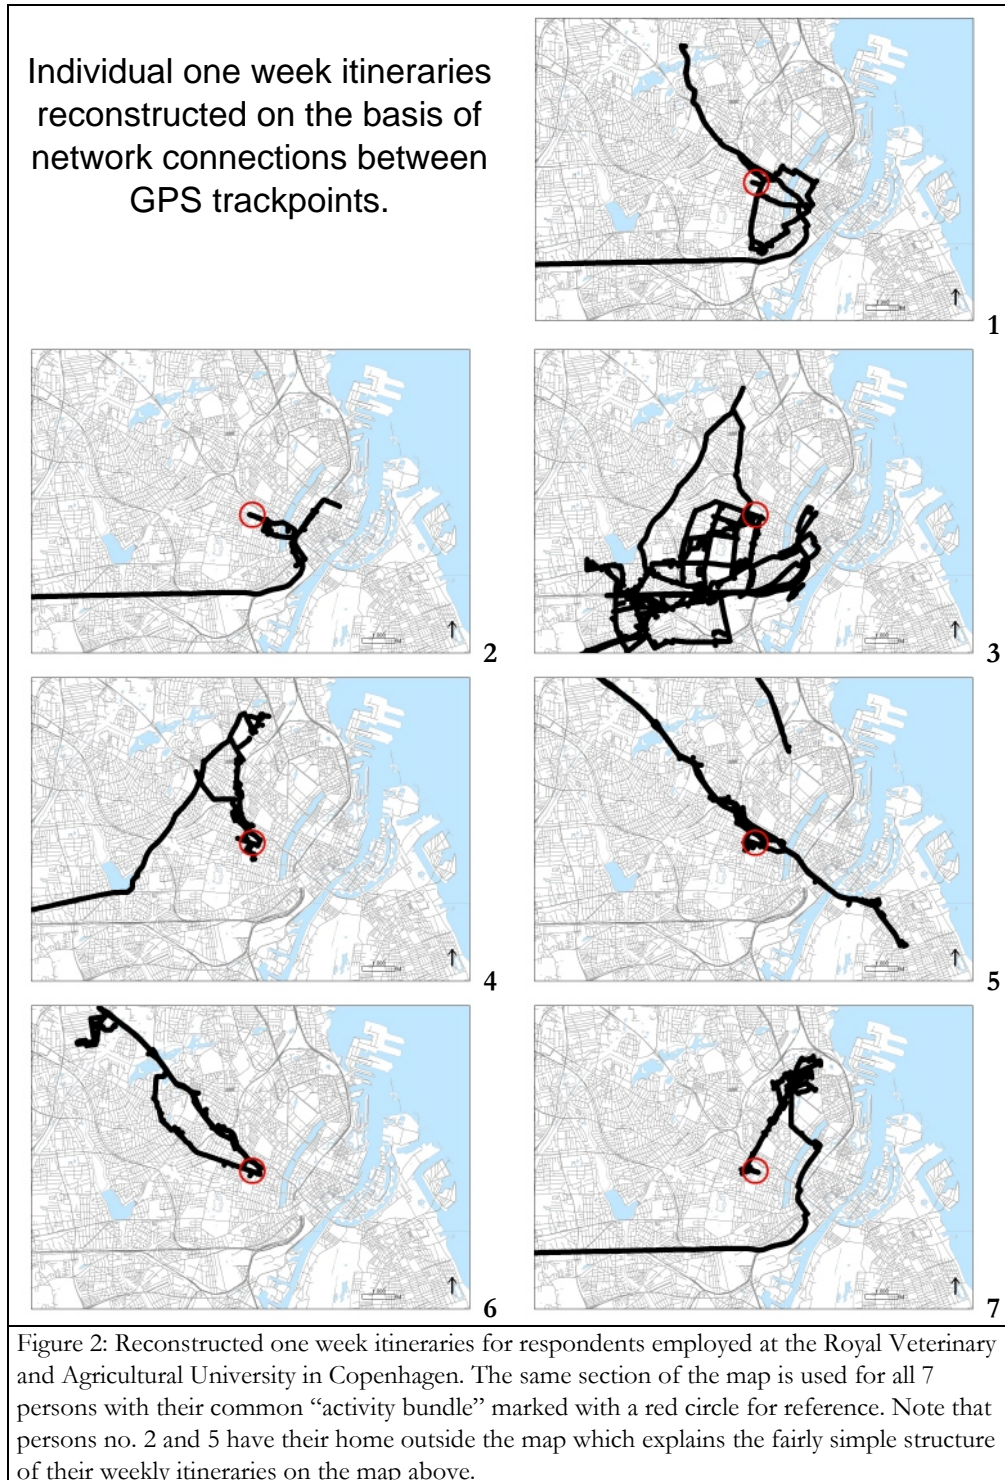 Individual one week itineraries
reconstructed on the basis of
network connections between
GPS trackpoints.
1
2
3
4
5
6
7
Figure 2: Reconstructed one week itineraries for respondents employed at the Royal Veterinary
and Agricultural University in Copenhagen. The same section of the map is used for all 7
persons with their common “activity bundle” marked with a red circle for reference. Note that
persons no. 2 and 5 have their home outside the map which explains the fairly simple structure
of their weekly itineraries on the map above.